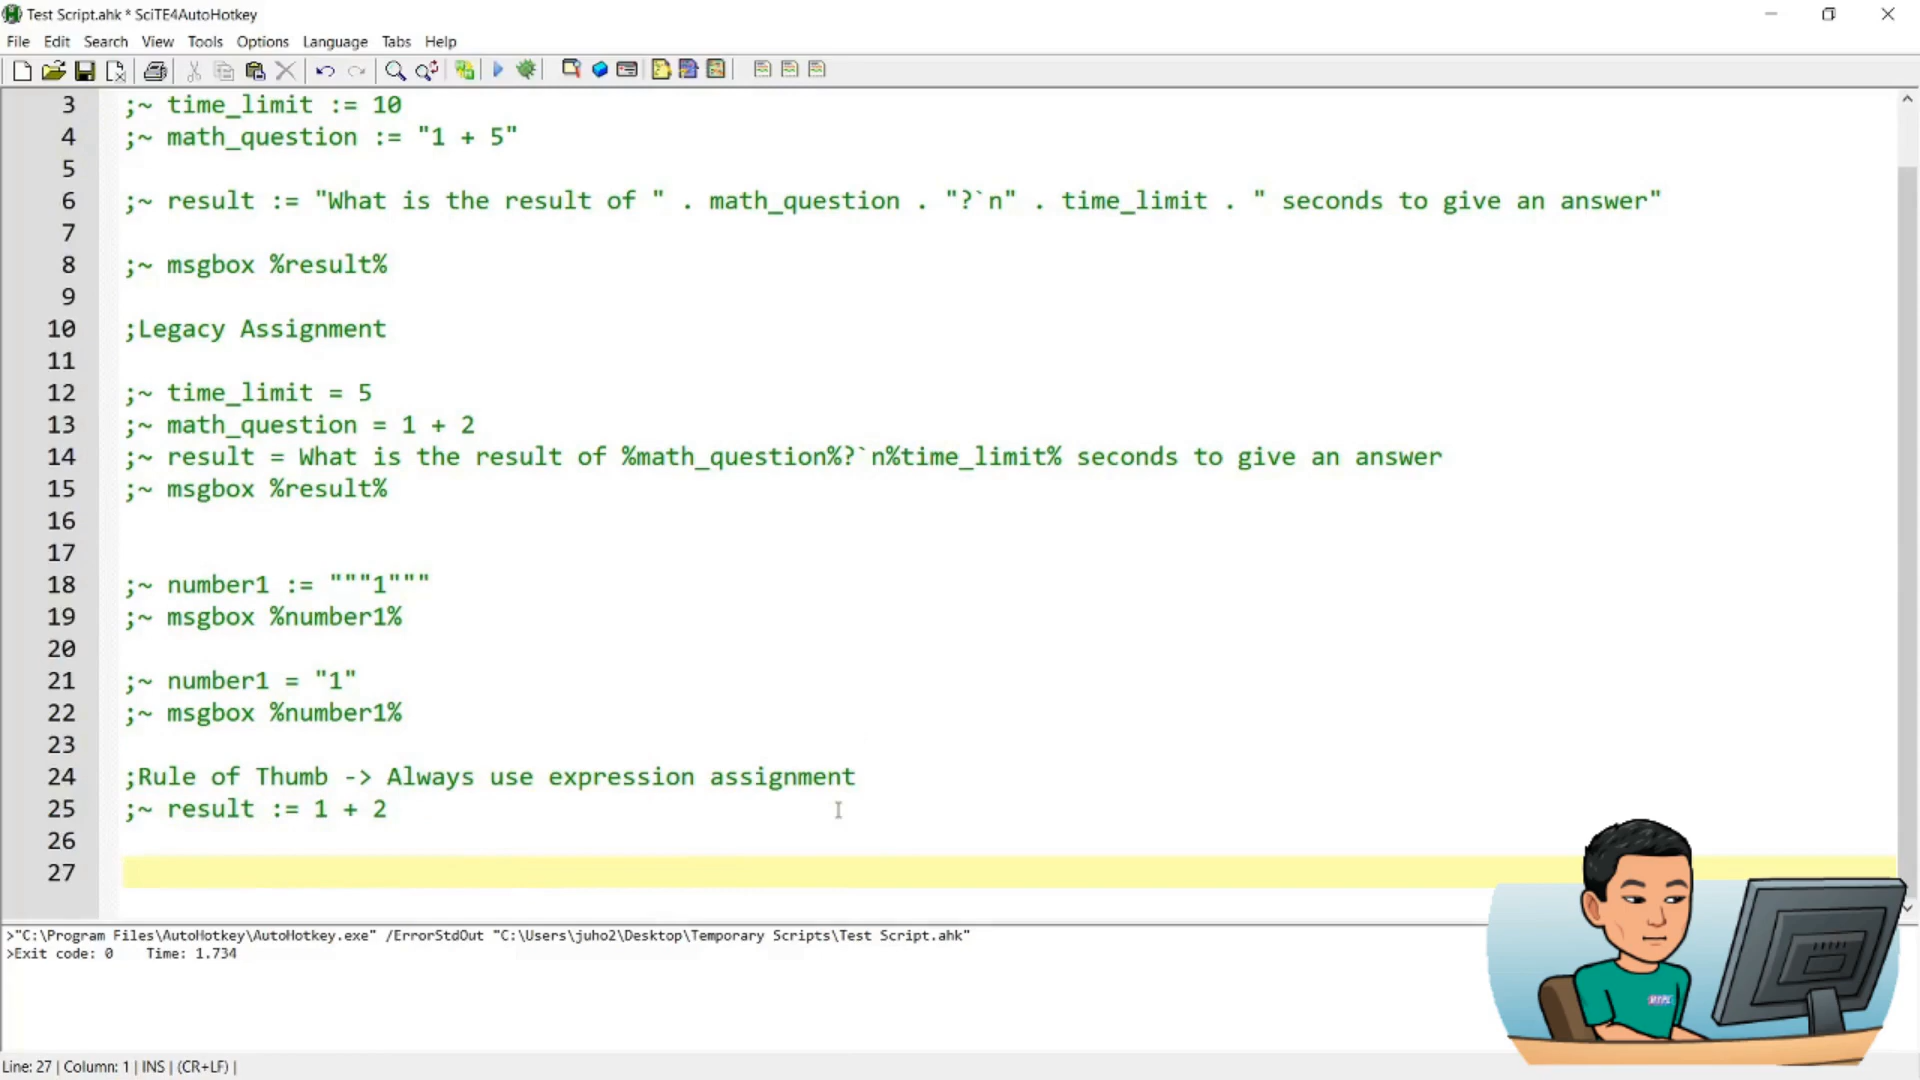 Test Script.ahk * SciTE4AutoHotkey
File Edit Search View Tools Options Language Tabs Help
3 ;~ time_limit := 10
4 ;~ math_question := "1 + 5"
5
6 ;~ result := "What is the result of " . math_question . "?`n" . time_limit . " seconds to give an answer"
7
8 ;~ msgbox %result%
9
10 ;Legacy Assignment
11
12 ;~ time_limit = 5
13 ;~ math_question = 1 + 2
14 ;~ result = What is the result of %math_question%?`n%time_limit% seconds to give an answer
15 ;~ msgbox %result%
16
17
18 ;~ number1 := """1"""
19 ;~ msgbox %number1%
20
21 ;~ number1 = "1"
22 ;~ msgbox %number1%
23
24 ;Rule of Thumb -> Always use expression assignment
25 ;~ result := 1 + 2
26
27
>"C:\Program Files\AutoHotkey\AutoHotkey.exe" /ErrorStdOut "C:\Users\juho2\Desktop\Temporary Scripts\Test Script.ahk"
>Exit code: 0 Time: 1.734
Line: 27 | Column: 1 | INS | (CR+LF) |